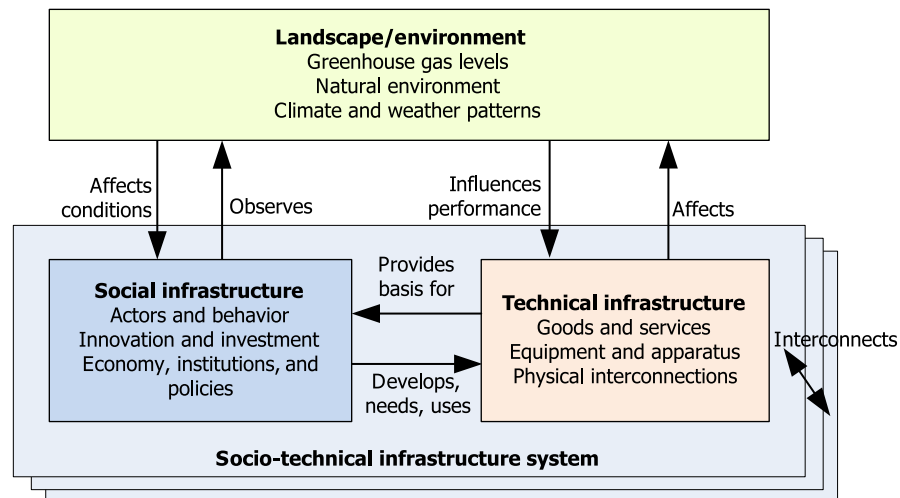 Landscape/environment
Greenhouse gas levels
Natural environment
Climate and weather patterns
Affects
conditions
Observes
Influences
performance
Affects
Social infrastructure
Actors and behavior
Innovation and investment
Economy, institutions, and
policies
Provides
basis for
Develops,
needs, uses
Technical infrastructure
Goods and services
Equipment and apparatus
Physical interconnections
Interconnects
Socio-technical infrastructure system